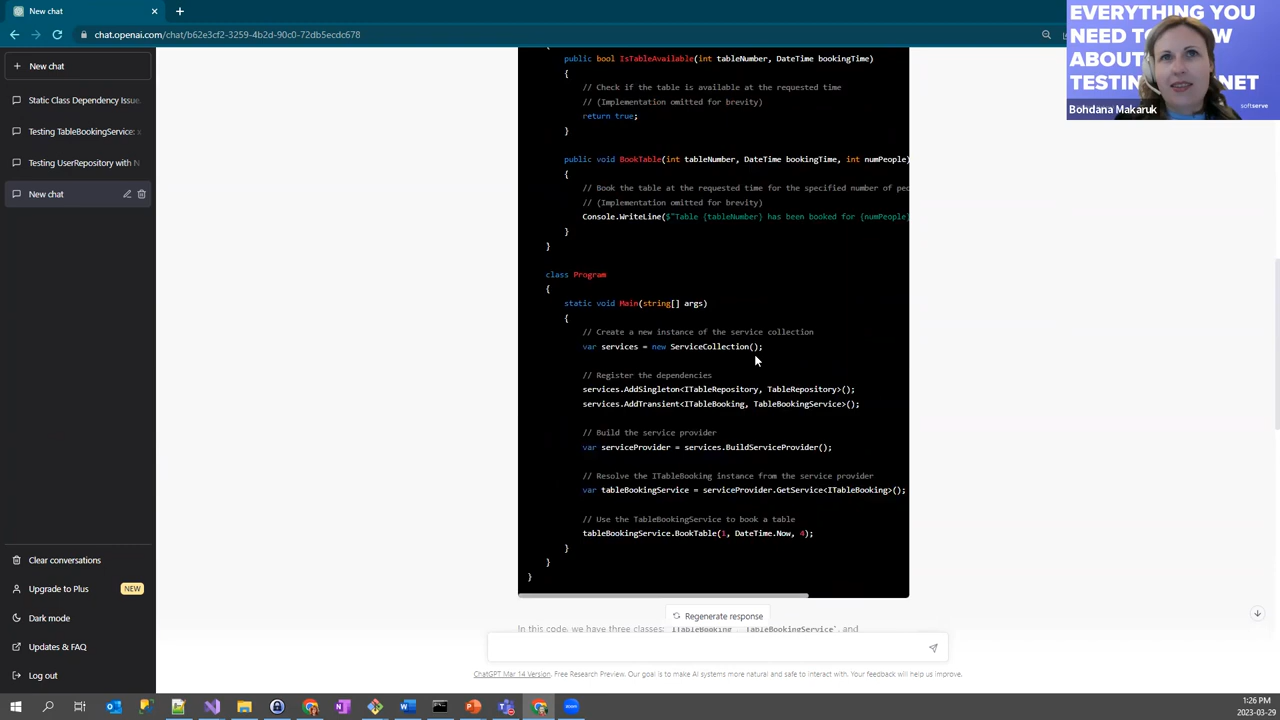 New chat
chat.openai.com/chat/b62e3cf2-3259-4b2d-90c0-72db5ecdc678
New chat
Testing Class Dependency Issue.
Testing BookingService: a
Testing UserRepository with N
New chat
Clear conversations
Upgrade to Plus
NEW
Settings
Updates & FAQ
{
public bool IsTableAvailable(int tableNumber, DateTime bookingTime)
{
// Check if the table is available at the requested time
// (Implementation omitted for brevity)
return true;
}
public void BookTable(int tableNumber, DateTime bookingTime, int numPeople)
{
// Book the table at the requested time for the specified number of peo
// (Implementation omitted for brevity)
Console.WriteLine($"Table {tableNumber} has been booked for {numPeople}
}
}
class Program
{
static void Main(string[] args)
{
// Create a new instance of the service collection
var services = new ServiceCollection();
// Register the dependencies
services.AddSingleton<ITableRepository, TableRepository>();
services.AddTransient<ITableBooking, TableBookingService>();
// Build the service provider
var serviceProvider = services.BuildServiceProvider();
// Resolve the ITableBooking instance from the service provider
var tableBookingService = serviceProvider.GetService<ITableBooking>();
// Use the TableBookingService to book a table
tableBookingService.BookTable(1, DateTime.Now, 4);
}
}
}
Regenerate response
In this code, we have three classes: `ITableBooking`, `TableBookingService`, and
ChatGPT Mar 14 Version. Free Research Preview. Our goal is to make AI systems more natural and safe to interact with. Your feedback will help us improve.
EVERYTHING YOU
NEED
ABOUT
TESTIN
NET
Bohdana Makaruk
softserve
1:26 PM
2023-03-29